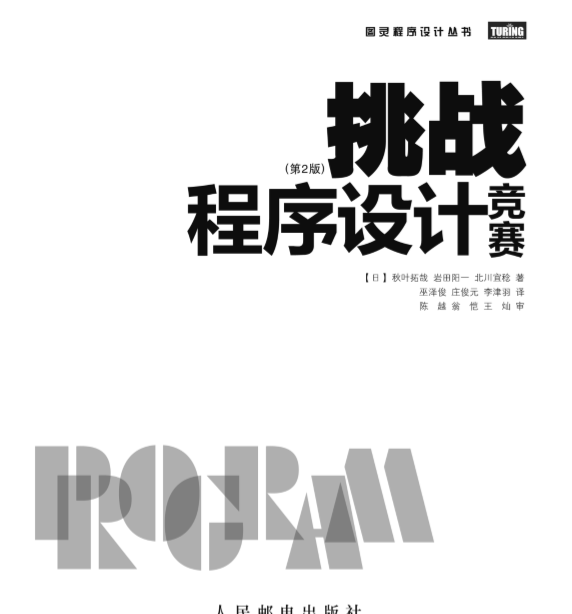 图灵程序设计丛书 TURING
挑战
(第2版)
程序设计竞赛
【日】秋叶拓哉 岩田阳一 北川宜稔 著
巫泽俊 庄俊元 李津羽 译
陈 越 翁 恺 王 灿 审
PROGRAM
人民邮电出版社